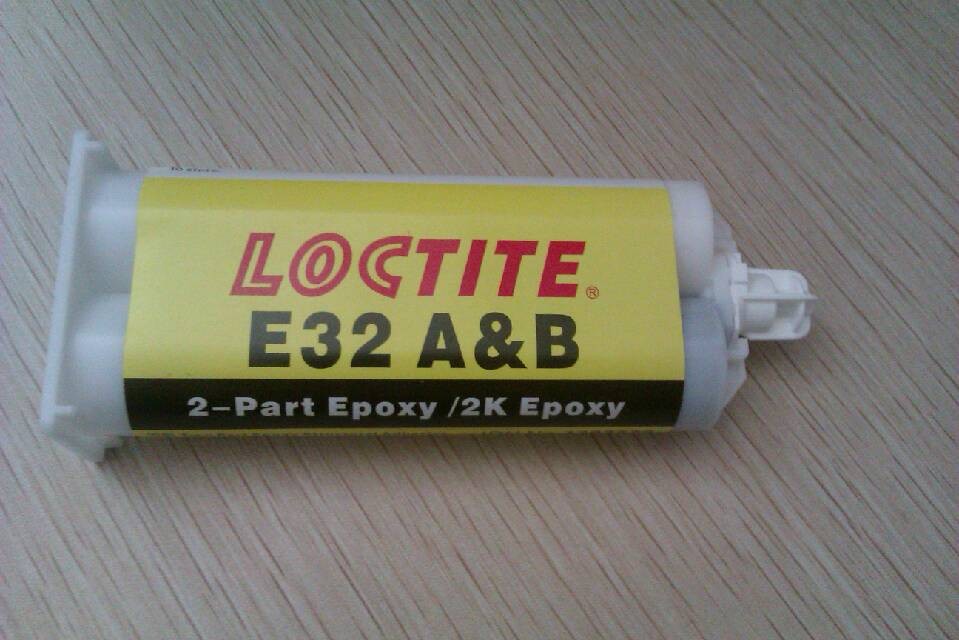 LOCTITE®
E32 A&B
2-Part Epoxy /2K Epoxy